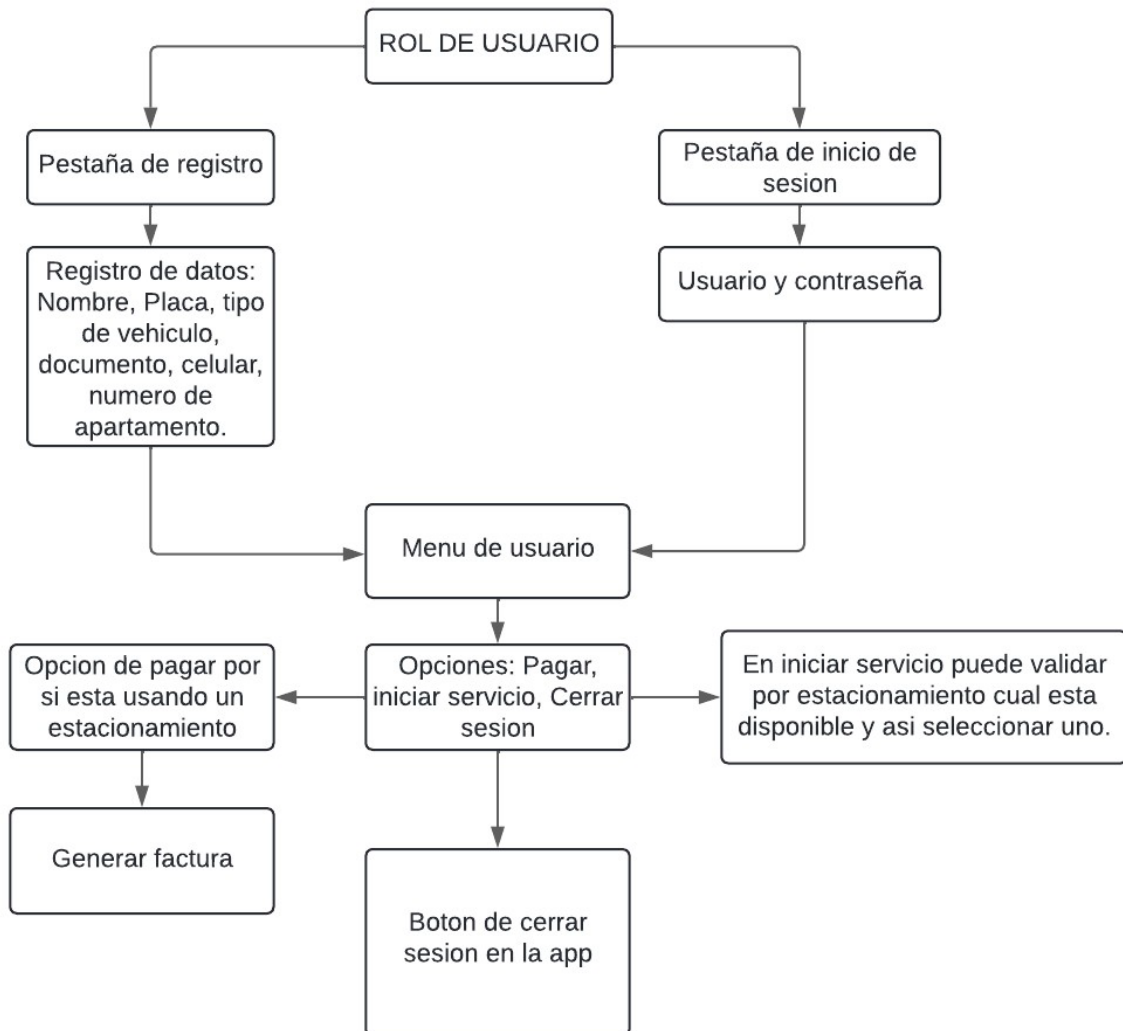 ROL DE USUARIO
Pestaña de registro
Pestaña de inicio de
sesion
Registro de datos:
Nombre, Placa, tipo
de vehiculo,
documento, celular,
numero de
apartamento.
Usuario y contraseña
Menu de usuario
Opcion de pagar por
si esta usando un
estacionamiento
Opciones: Pagar,
iniciar servicio, Cerrar
sesion
En iniciar servicio puede validar
por estacionamiento cual esta
disponible y asi seleccionar uno.
Generar factura
Boton de cerrar
sesion en la app